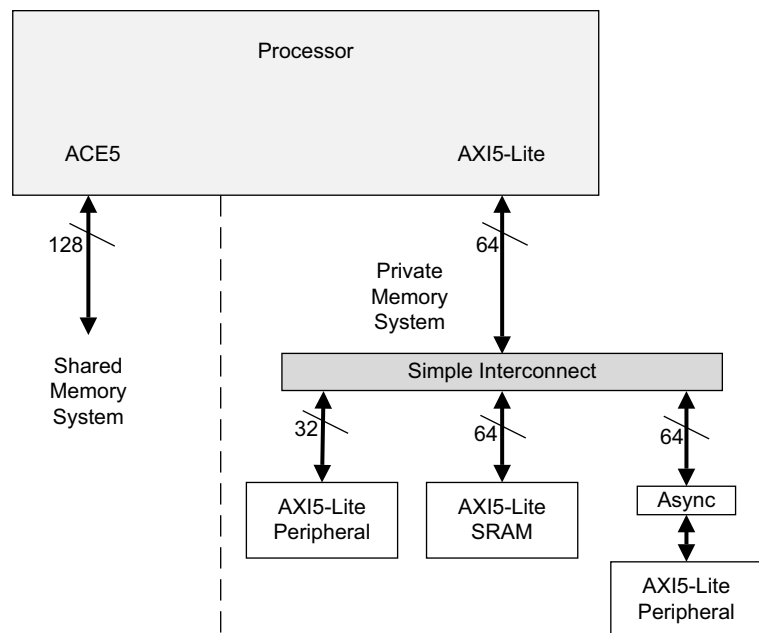 Processor
ACE5
AXI5-Lite
128
64
Private
Memory
System
Shared
Memory
System
Simple Interconnect
32
64
64
AXI5-Lite
Peripheral
AXI5-Lite
SRAM
Async
AXI5-Lite
Peripheral